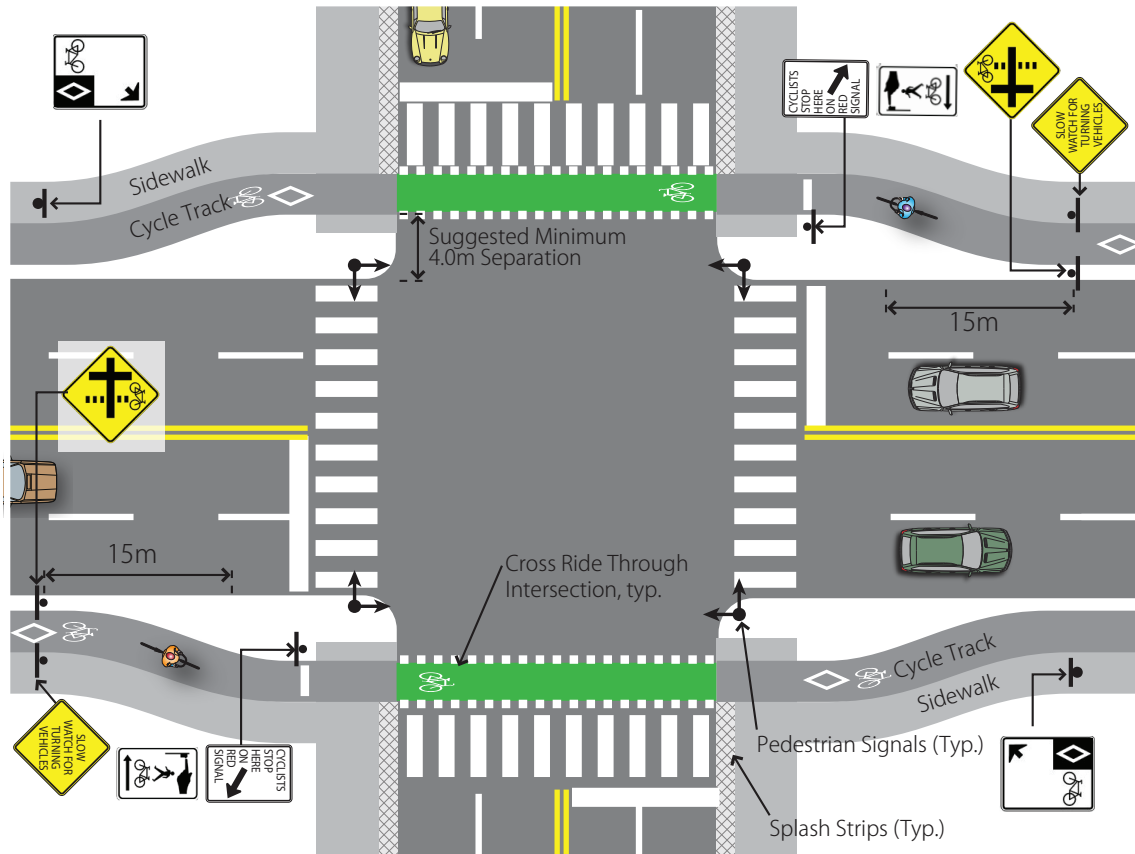 Sidewalk
Cycle Track
Suggested Minimum
4.0m Separation
CYCLISTS
STOP
HERE
ON
RED
SIGNAL
SLOW
WATCH FOR
TURNING
VEHICLES
15m
15m
Cross Ride Through
Intersection, typ.
Cycle Track
Sidewalk
SLOW
WATCH FOR
TURNING
VEHICLES
CYCLISTS
STOP
HERE
ON
RED
SIGNAL
Pedestrian Signals (Typ.)
Splash Strips (Typ.)